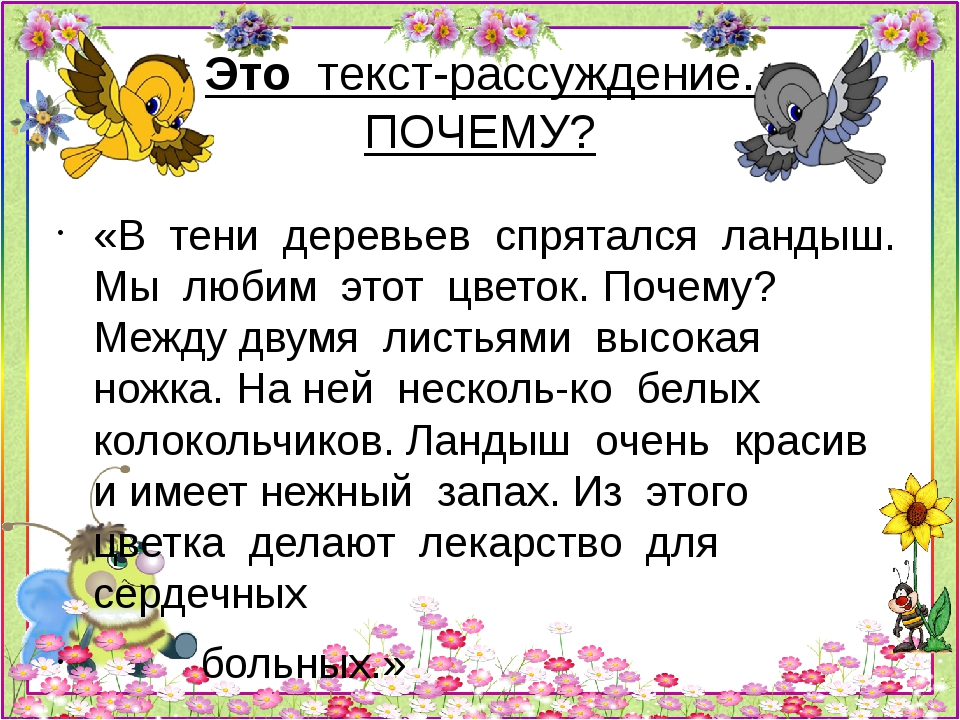 Это текст-рассуждение.
ПОЧЕМУ?
«В тени деревьев спрятался ландыш.
Мы любим этот цветок. Почему?
Между двумя листьями высокая
ножка. На ней несколь-ко белых
колокольчиков. Ландыш очень красив
и имеет нежный запах. Из этого
цветка делают лекарство для
сердечных
больных.»